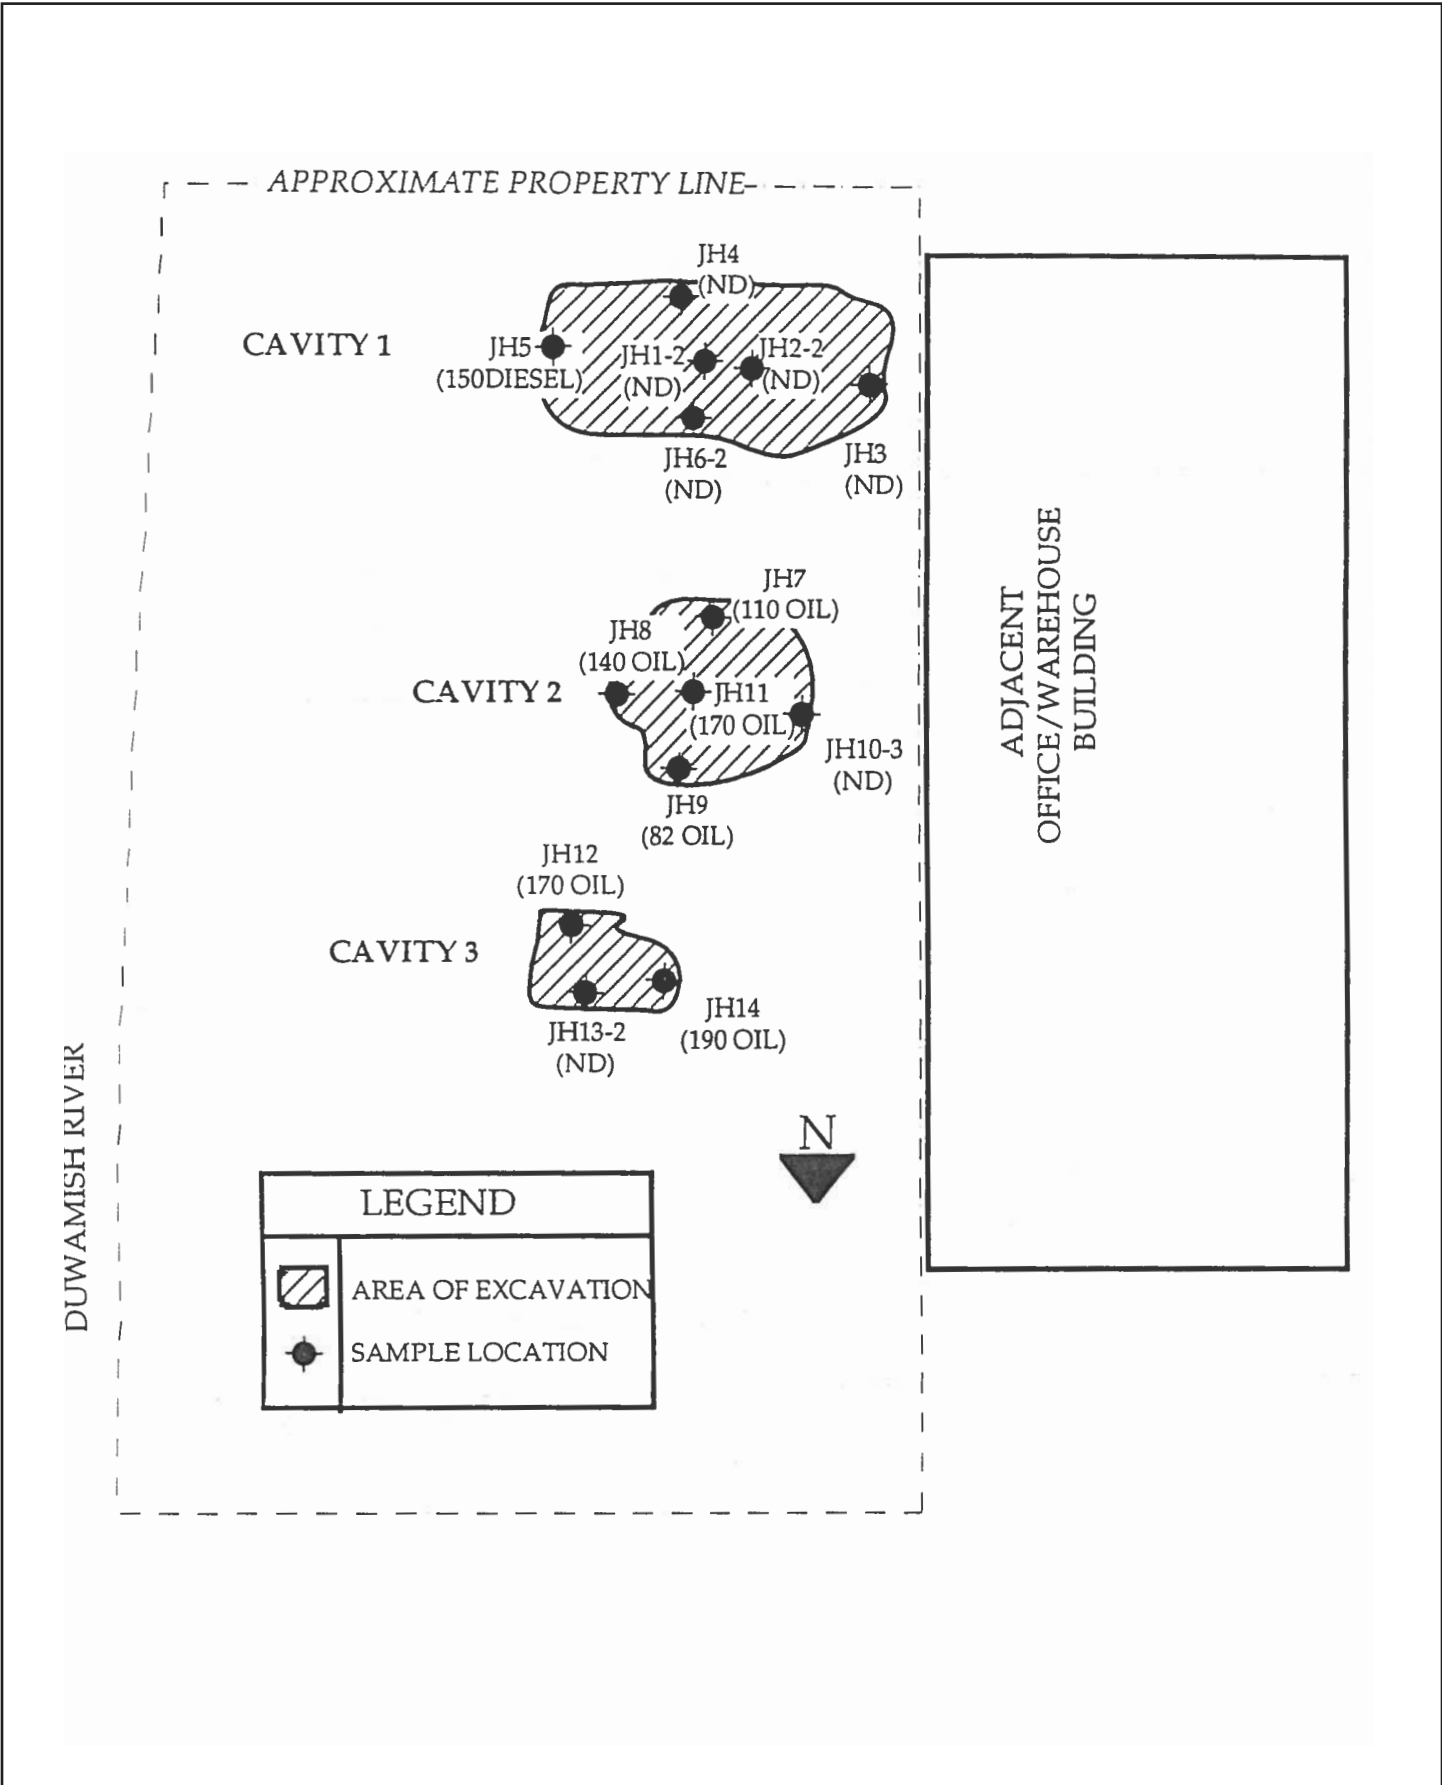 APPROXIMATE PROPERTY LINE
JH4
(ND)
CAVITY 1
JH5
(150DIESEL)
JH1-2
(ND)
JH2-2
(ND)
JH6-2
(ND)
JH3
(ND)
JH7
(110 OIL)
JH8
(140 OIL)
CAVITY 2
JH11
(170 OIL)
JH10-3
(ND)
JH9
(82 OIL)
JH12
(170 OIL)
CAVITY 3
JH14
(190 OIL)
JH13-2
(ND)
ADJACENT
OFFICE/WAREHOUSE
BUILDING
DUWAMISH RIVER
N
LEGEND
AREA OF EXCAVATION
SAMPLE LOCATION